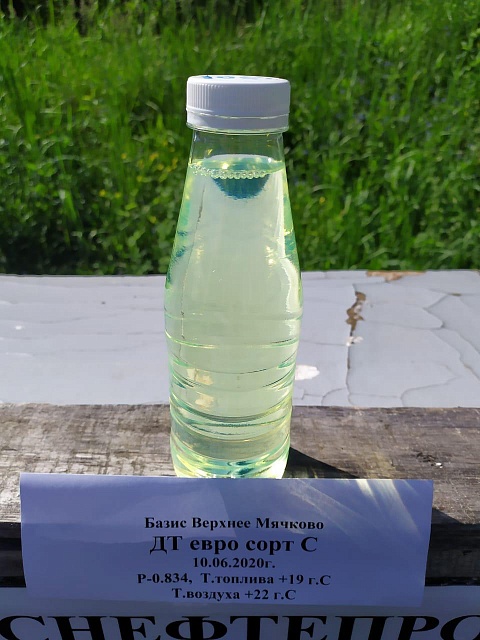 Базис Верхнее Мячково
ДТ евро сорт С
10.06.2020г.
Р-0.834, Т.топлива +19 г.С
Т.воздуха +22 г.С
СНЕФТЕПРО